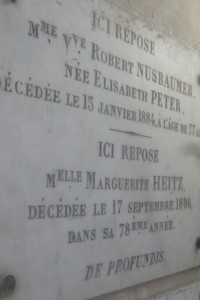 ICI REPOSE
MME VVE ROBERT NUSBAUMER
NÉE ELISABETH PETER,
DÉCÉDÉE LE 13 JANVIER 1884, À L'ÂGE DE 77
ICI REPOSE
MELLE MARGUERITE HEITZ,
DÉCÉDÉE LE 17 SEPTEMBRE 1896,
DANS SA 78ÈME ANNÉE.
DE PROFUNDIS.